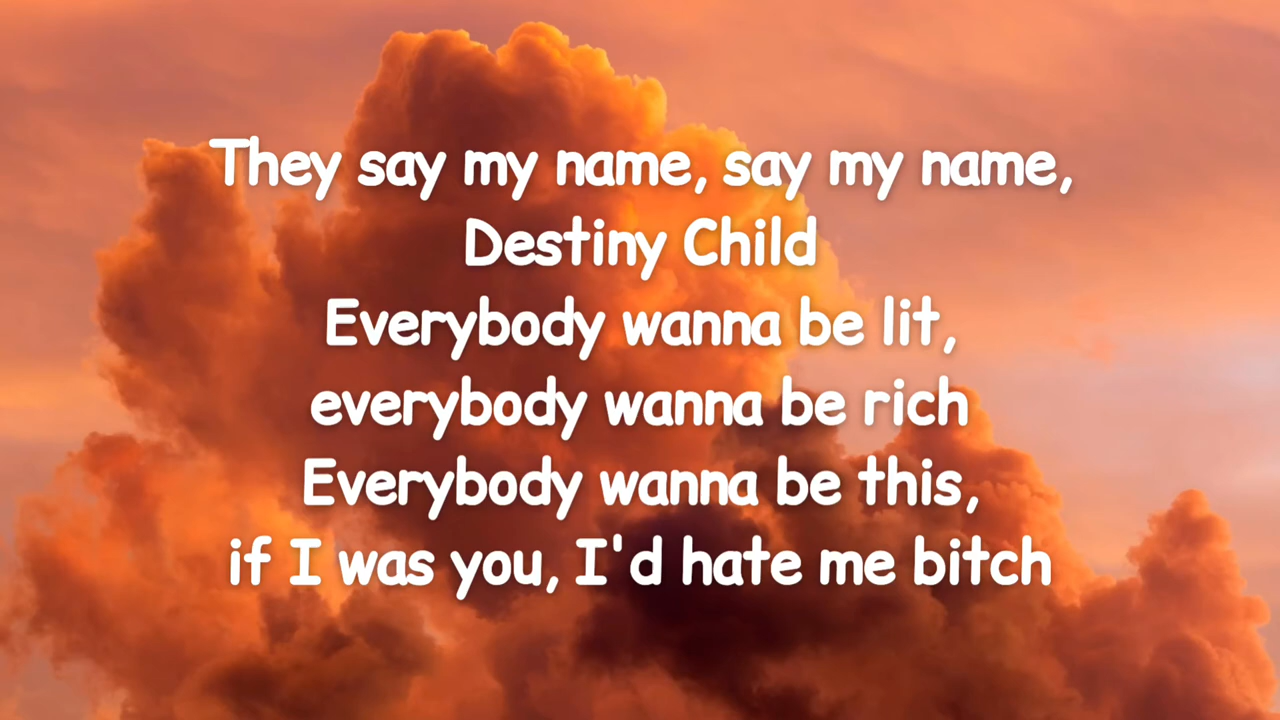 They say my name, say my name,
Destiny Child
Everybody wanna be lit,
everybody wanna be rich
Everybody wanna be this,
if I was you, I'd hate me bitch